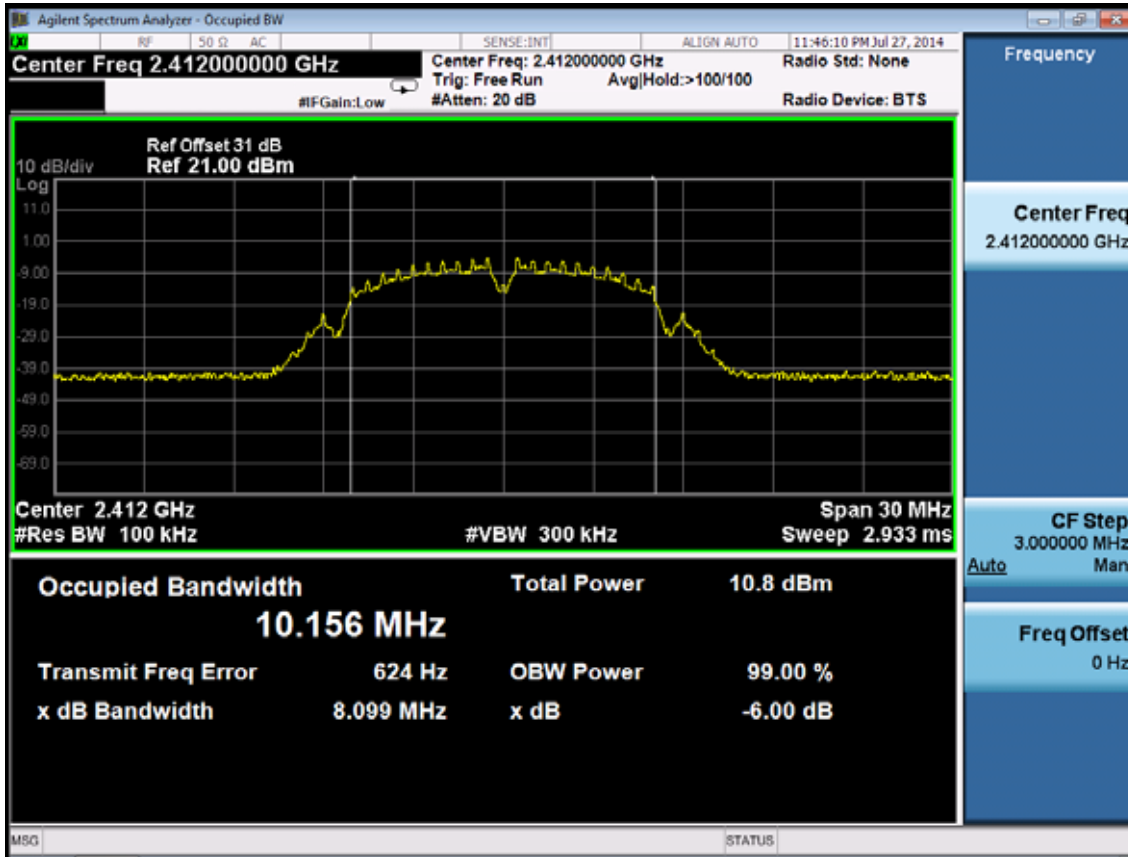 Agilent Spectrum Analyzer - Occupied BW
RF 50 Ω AC SENSE:INT ALIGN AUTO 11:46:10 PM Jul 27, 2014
Center Freq 2.412000000 GHz
Center Freq: 2.412000000 GHz Radio Std: None
Trig: Free Run Avg|Hold:>100/100
#IFGain:Low #Atten: 20 dB Radio Device: BTS
Ref Offset 31 dB
10 dB/div Ref 21.00 dBm
Log
11.0
1.00
-9.00
-19.0
-29.0
-39.0
-49.0
-59.0
-69.0
Center 2.412 GHz Span 30 MHz
#Res BW 100 kHz #VBW 300 kHz Sweep 2.933 ms
Occupied Bandwidth Total Power 10.8 dBm
10.156 MHz
Transmit Freq Error 624 Hz OBW Power 99.00 %
x dB Bandwidth 8.099 MHz x dB -6.00 dB
MSG STATUS
Frequency
Center Freq
2.412000000 GHz
CF Step
3.000000 MHz
Auto Man
Freq Offset
0 Hz